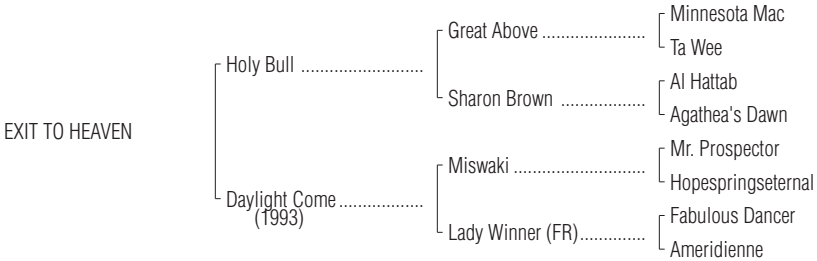 Minnesota Mac
Great Above ......................
Ta Wee
Holy Bull ..........................
Al Hattab
Sharon Brown ..................
Agathea's Dawn
EXIT TO HEAVEN
Mr. Prospector
Miswaki ............................
Hopespringseternal
Daylight Come ..................
(1993)
Fabulous Dancer
Lady Winner (FR)..............
Ameridienne